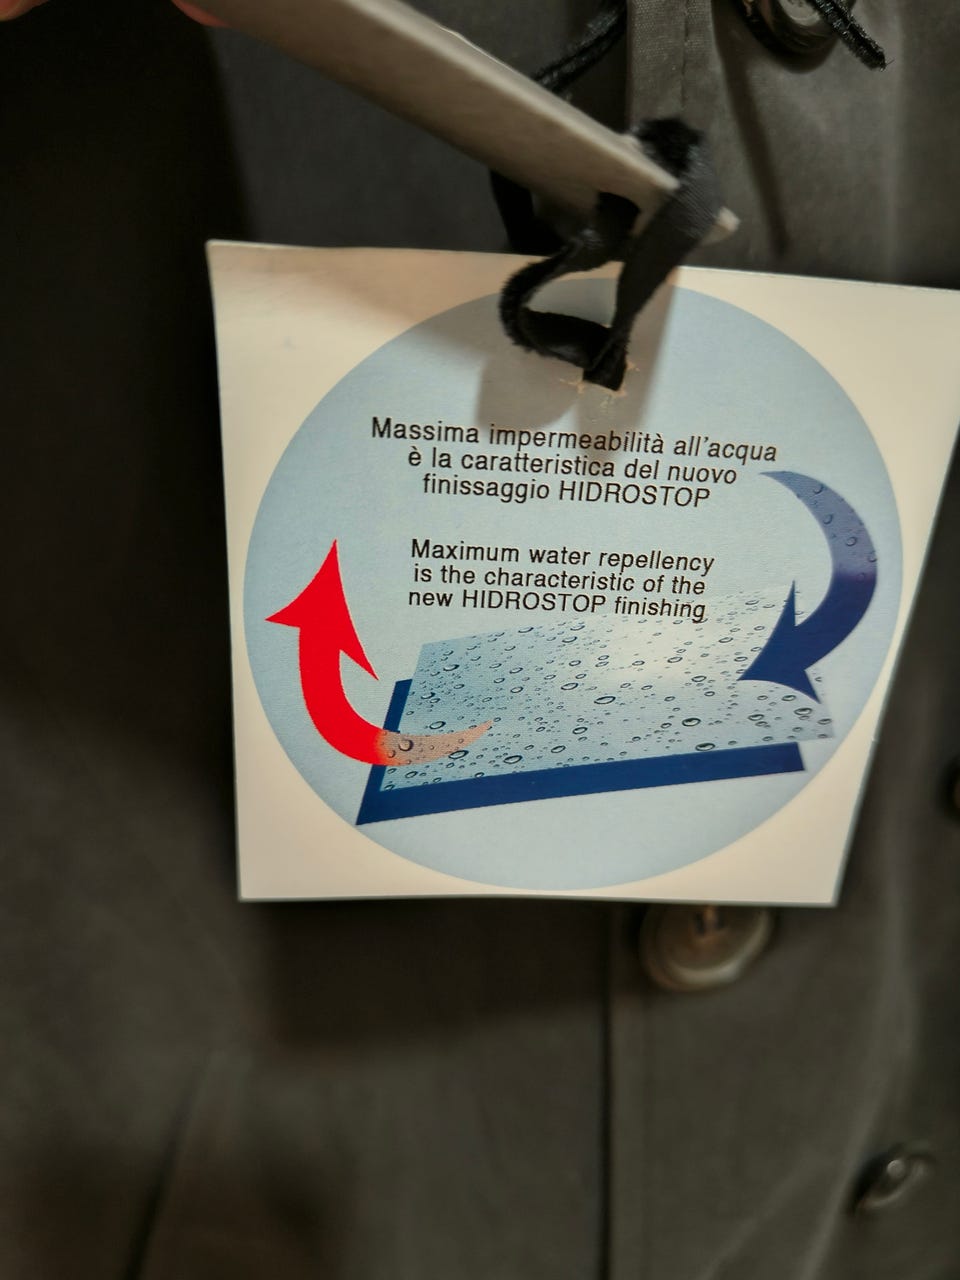 Massima impermeabilità all'acqua
è la caratteristica del nuovo
finissaggio HIDROSTOP
Maximum water repellency
is the characteristic of the
new HIDROSTOP finishing